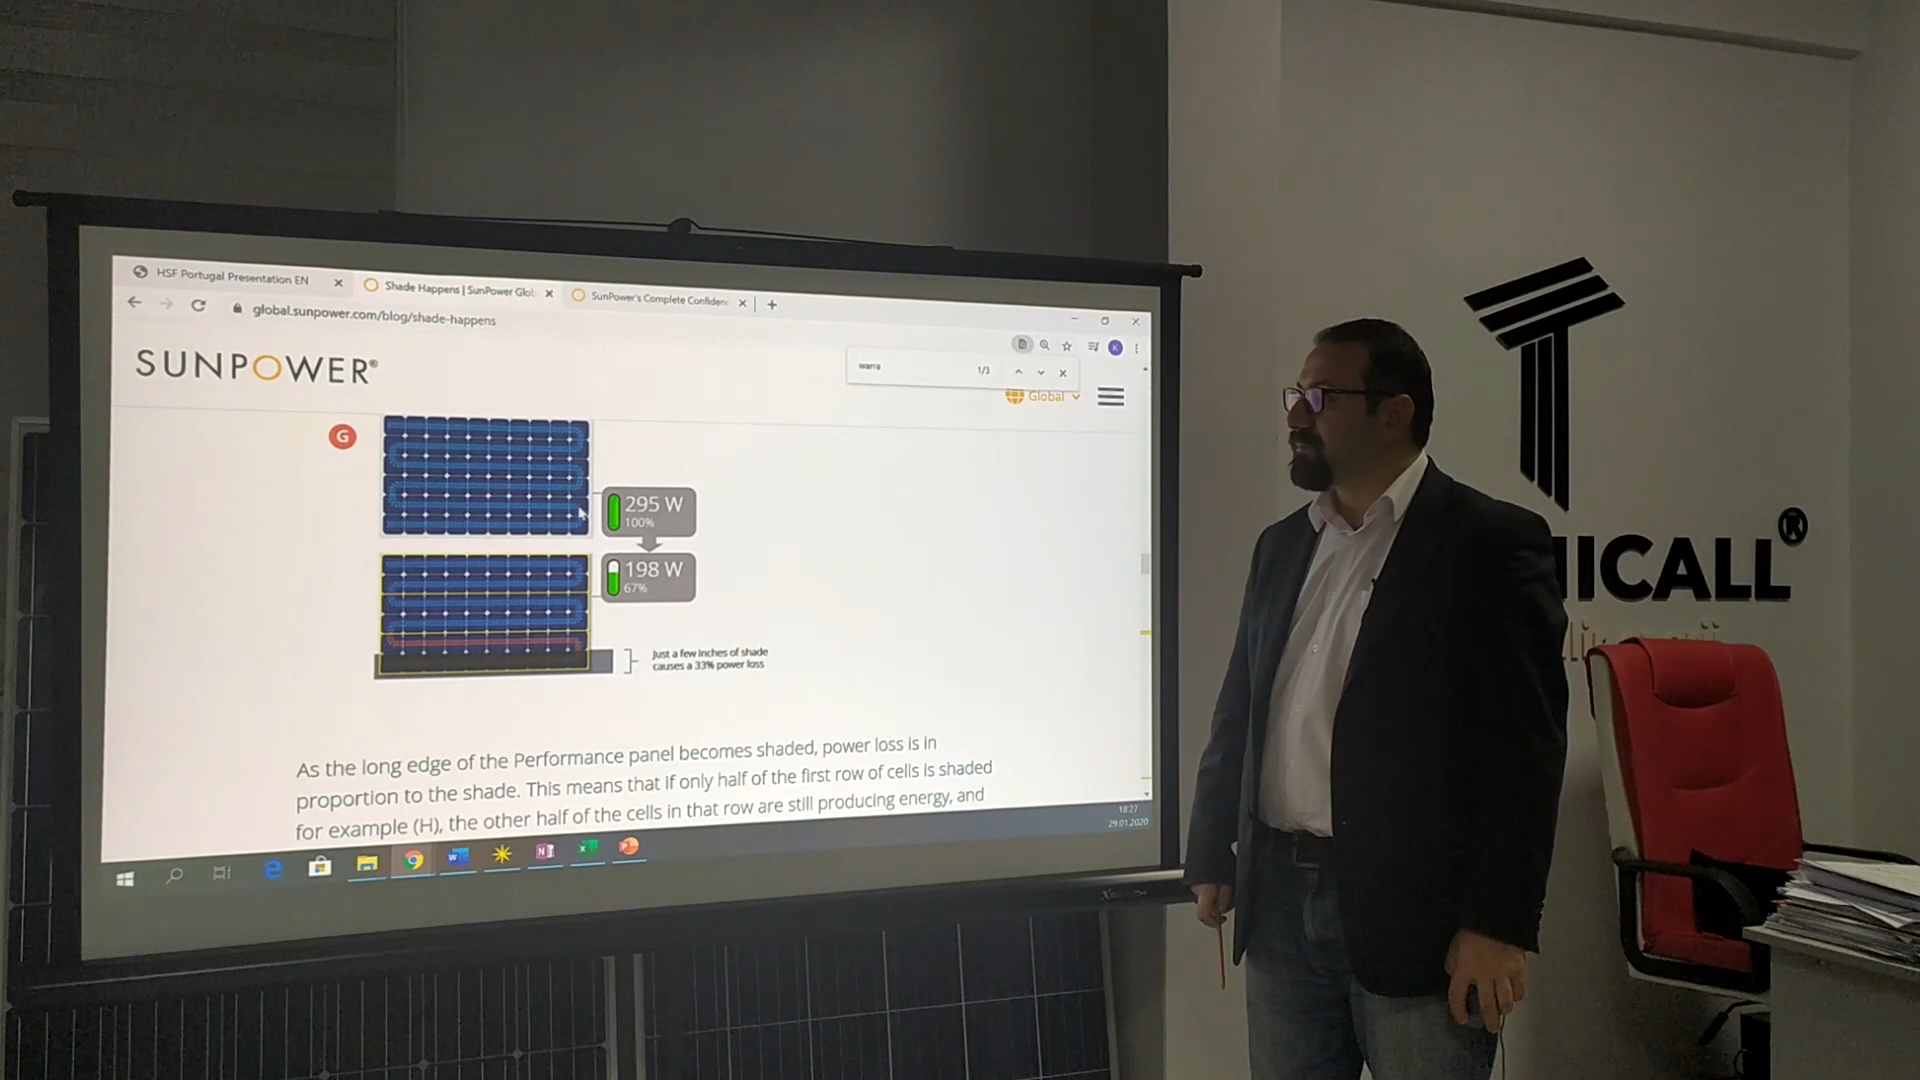 HSF Portugal Presentation EN
Shade Happens | SunPower Glo
SunPower's Complete Confiden
global.sunpower.com/blog/shade-happens
K
SUNPOWER®
warra
1/3
Global
G
295 W
100%
198 W
67%
Just a few inches of shade
causes a 33% power loss
As the long edge of the Performance panel becomes shaded, power loss is in
proportion to the shade. This means that if only half of the first row of cells is shaded
for example (H), the other half of the cells in that row are still producing energy, and
18:27
29.01.2020
ICALL®